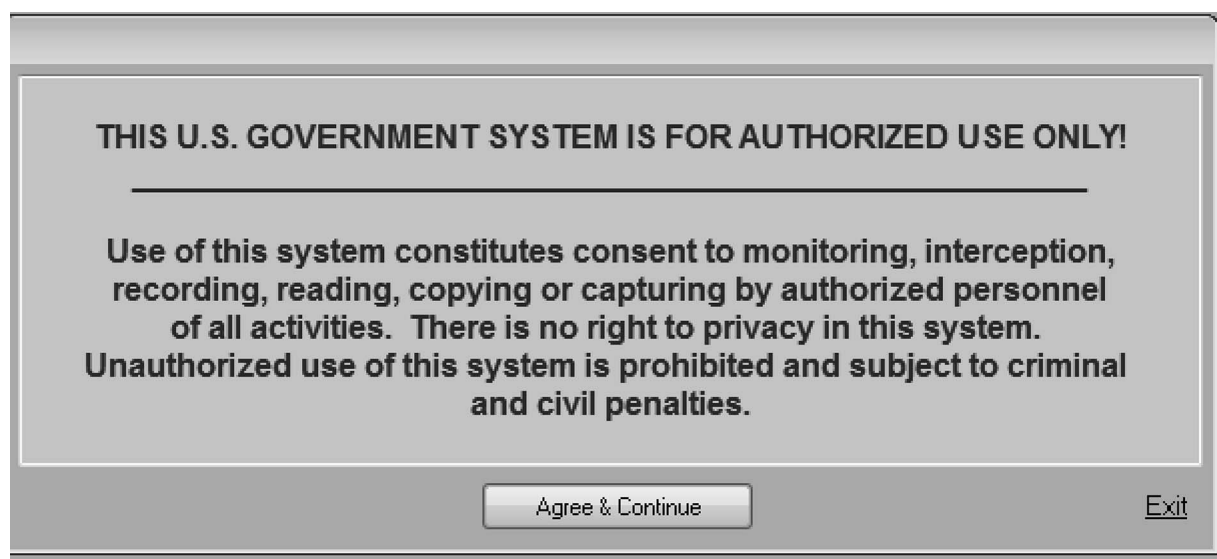 THIS U.S. GOVERNMENT SYSTEM IS FOR AUTHORIZED USE ONLY!
Use of this system constitutes consent to monitoring, interception,
recording, reading, copying or capturing by authorized personnel
of all activities.  There is no right to privacy in this system.
Unauthorized use of this system is prohibited and subject to criminal
and civil penalties.
Agree & Continue
Exit